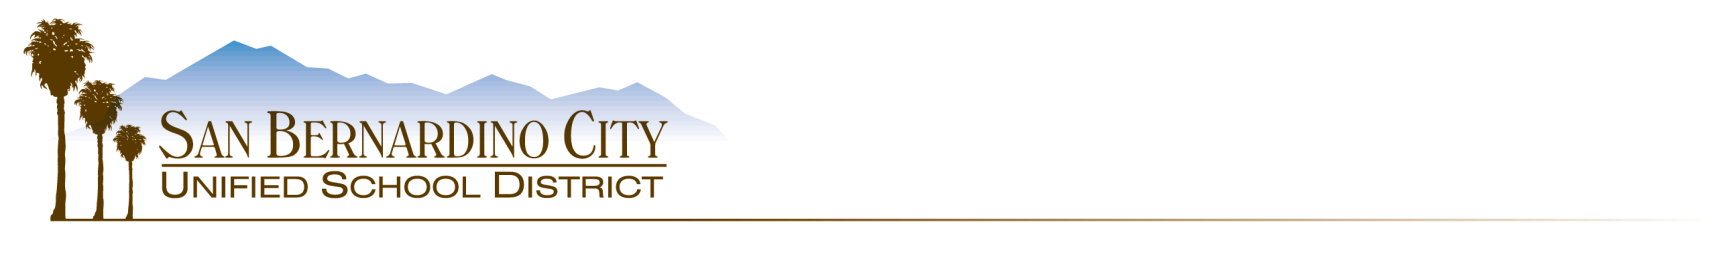 SAN BERNARDINO CITY
UNIFIED SCHOOL DISTRICT